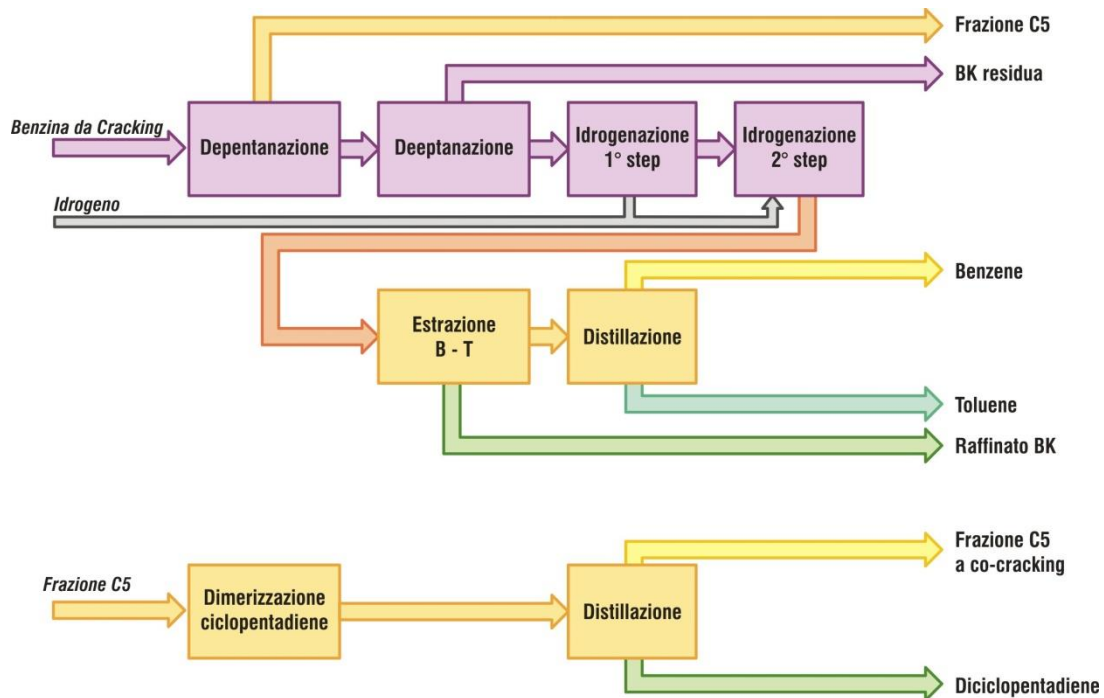 Frazione C5
BK residua
Benzina da Cracking
Depentanazione
Deeptanazione
Idrogenazione
1° step
Idrogenazione
2° step
Idrogeno
Benzene
Estrazione
B - T
Distillazione
Toluene
Raffinato BK
Frazione C5
a co-cracking
Frazione C5
Dimerizzazione
ciclopentadiene
Distillazione
Diciclopentadiene